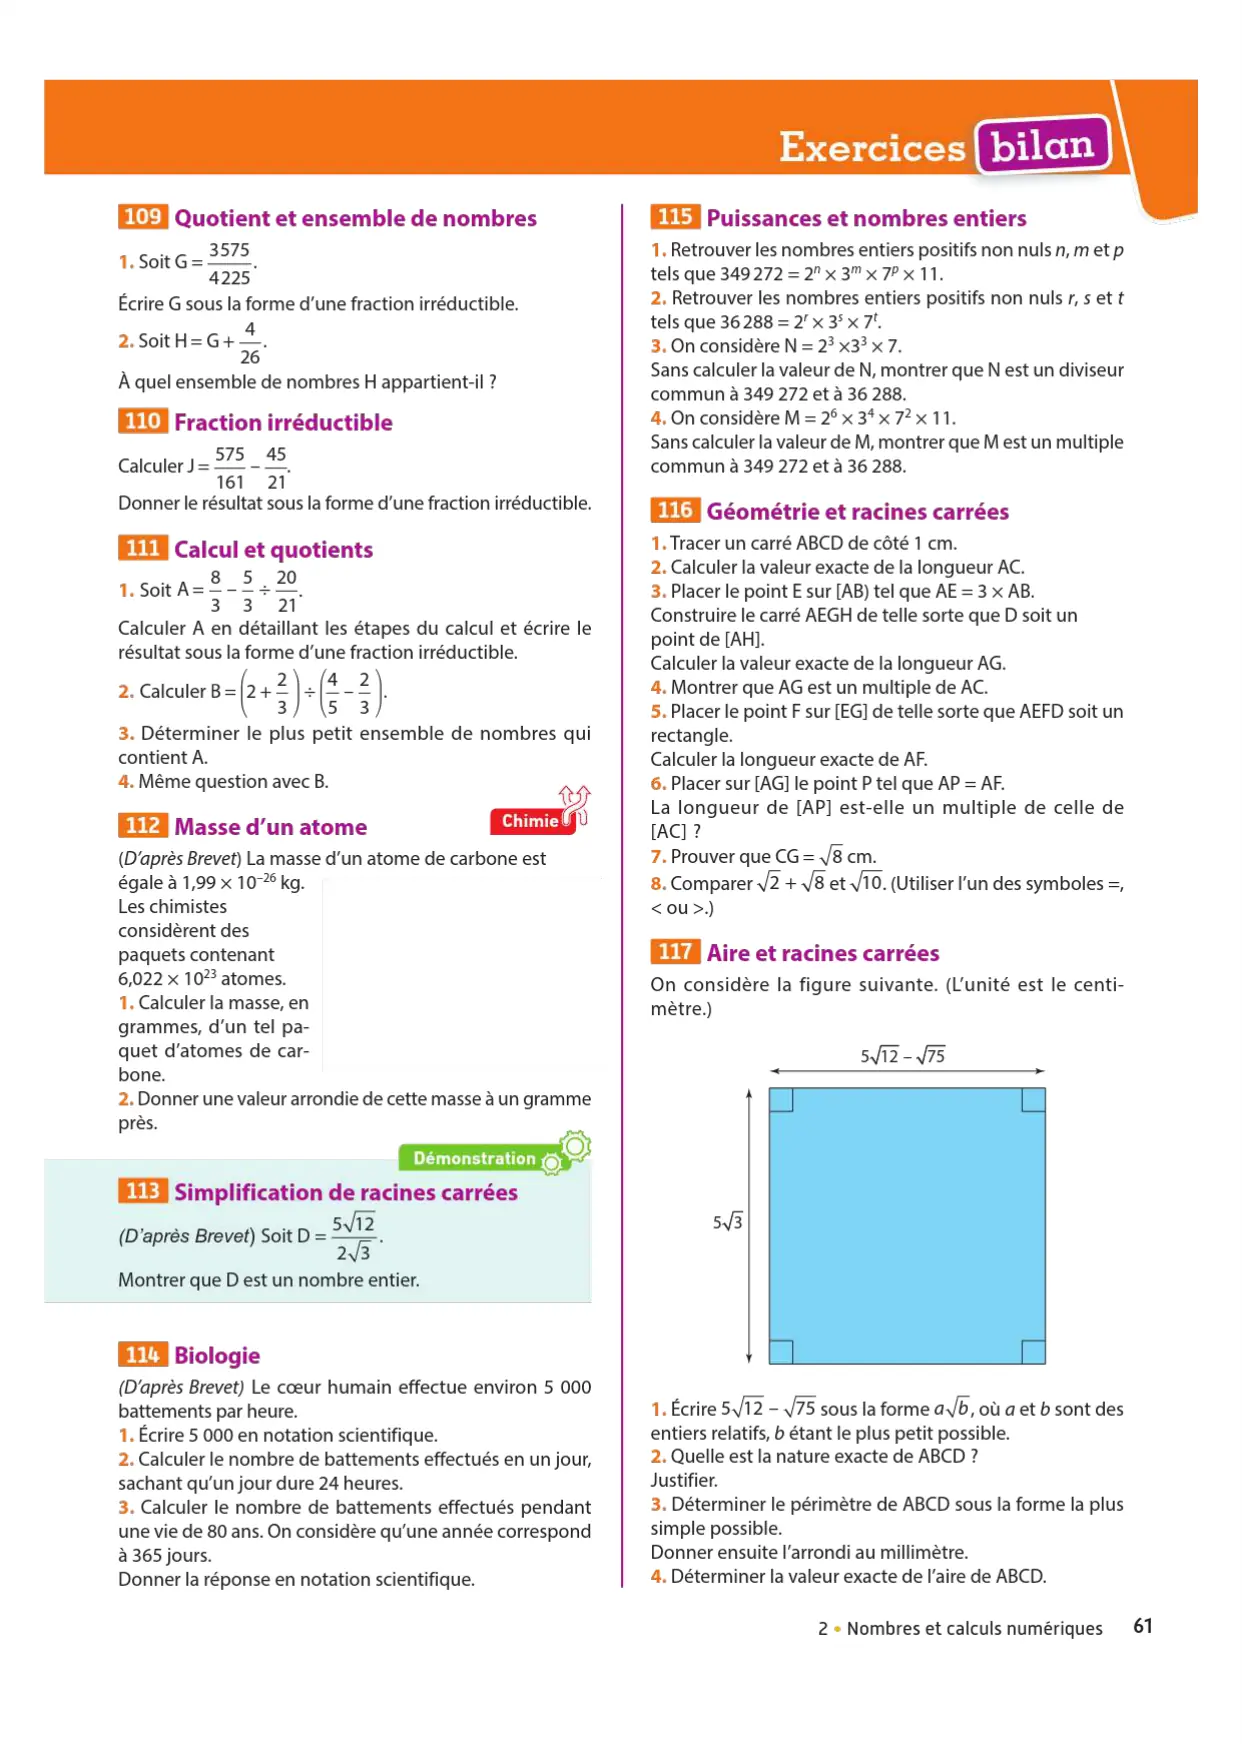 Exercices bilan
109 Quotient et ensemble de nombres
1. Soit G = 3575/4225.
Écrire G sous la forme d'une fraction irréductible.
2. Soit H = G + 4/26.
À quel ensemble de nombres H appartient-il ?
110 Fraction irréductible
Calculer J = 575/161 – 45/21.
Donner le résultat sous la forme d'une fraction irréductible.
111 Calcul et quotients
1. Soit A = 8/3 – 5/3 ÷ 20/21.
Calculer A en détaillant les étapes du calcul et écrire le
résultat sous la forme d'une fraction irréductible.
2. Calculer B = (2 + 2/3) ÷ (4/5 – 2/3).
3. Déterminer le plus petit ensemble de nombres qui
contient A.
4. Même question avec B.
112 Masse d'un atome
Chimie
(D'après Brevet) La masse d'un atome de carbone est
égale à 1,99 × 10⁻²⁶ kg.
Les chimistes
considèrent des
paquets contenant
6,022 × 10²³ atomes.
1. Calculer la masse, en
grammes, d'un tel pa-
quet d'atomes de car-
bone.
2. Donner une valeur arrondie de cette masse à un gramme
près.
Démonstration
113 Simplification de racines carrées
(D'après Brevet) Soit D = 5√12/2√3.
Montrer que D est un nombre entier.
114 Biologie
(D'après Brevet) Le cœur humain effectue environ 5 000
battements par heure.
1. Écrire 5 000 en notation scientifique.
2. Calculer le nombre de battements effectués en un jour,
sachant qu'un jour dure 24 heures.
3. Calculer le nombre de battements effectués pendant
une vie de 80 ans. On considère qu'une année correspond
à 365 jours.
Donner la réponse en notation scientifique.
115 Puissances et nombres entiers
1. Retrouver les nombres entiers positifs non nuls n, m et p
tels que 349 272 = 2ⁿ × 3ᵐ × 7ᵖ × 11.
2. Retrouver les nombres entiers positifs non nuls r, s et t
tels que 36 288 = 2ʳ × 3ˢ × 7ᵗ.
3. On considère N = 2³ ×3³ × 7.
Sans calculer la valeur de N, montrer que N est un diviseur
commun à 349 272 et à 36 288.
4. On considère M = 2⁶ × 3⁴ × 7² × 11.
Sans calculer la valeur de M, montrer que M est un multiple
commun à 349 272 et à 36 288.
116 Géométrie et racines carrées
1. Tracer un carré ABCD de côté 1 cm.
2. Calculer la valeur exacte de la longueur AC.
3. Placer le point E sur [AB) tel que AE = 3 × AB.
Construire le carré AEGH de telle sorte que D soit un
point de [AH].
Calculer la valeur exacte de la longueur AG.
4. Montrer que AG est un multiple de AC.
5. Placer le point F sur [EG] de telle sorte que AEFD soit un
rectangle.
Calculer la longueur exacte de AF.
6. Placer sur [AG] le point P tel que AP = AF.
La longueur de [AP] est-elle un multiple de celle de
[AC] ?
7. Prouver que CG = √8 cm.
8. Comparer √2 + √8 et √10. (Utiliser l'un des symboles =,
< ou >.)
117 Aire et racines carrées
On considère la figure suivante. (L'unité est le centi-
mètre.)
5√12 – √75
5√3
1. Écrire 5√12 – √75 sous la forme a√b, où a et b sont des
entiers relatifs, b étant le plus petit possible.
2. Quelle est la nature exacte de ABCD ?
Justifier.
3. Déterminer le périmètre de ABCD sous la forme la plus
simple possible.
Donner ensuite l'arrondi au millimètre.
4. Déterminer la valeur exacte de l'aire de ABCD.
2 • Nombres et calculs numériques 61